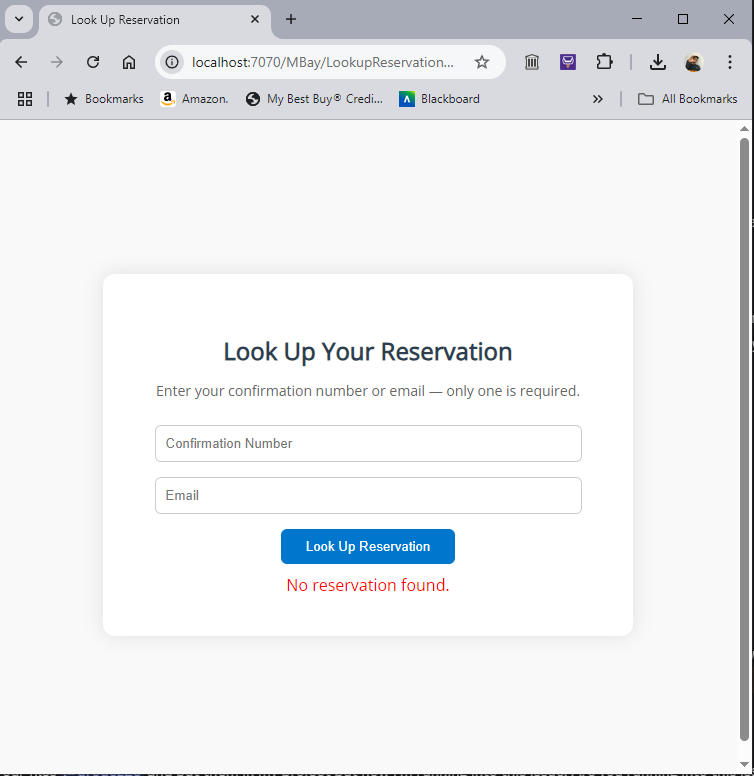 Look Up Reservation
localhost:7070/MBay/LookupReservation...
Bookmarks
Amazon.
My Best Buy® Credi...
Blackboard
All Bookmarks
Look Up Your Reservation
Enter your confirmation number or email — only one is required.
Confirmation Number
Email
Look Up Reservation
No reservation found.